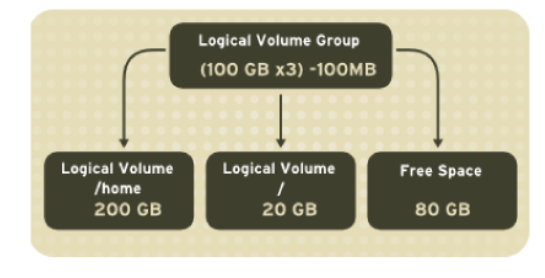 Logical Volume Group
(100 GB x3) -100MB
Logical Volume
/home
200 GB
Logical Volume
/
20 GB
Free Space
80 GB